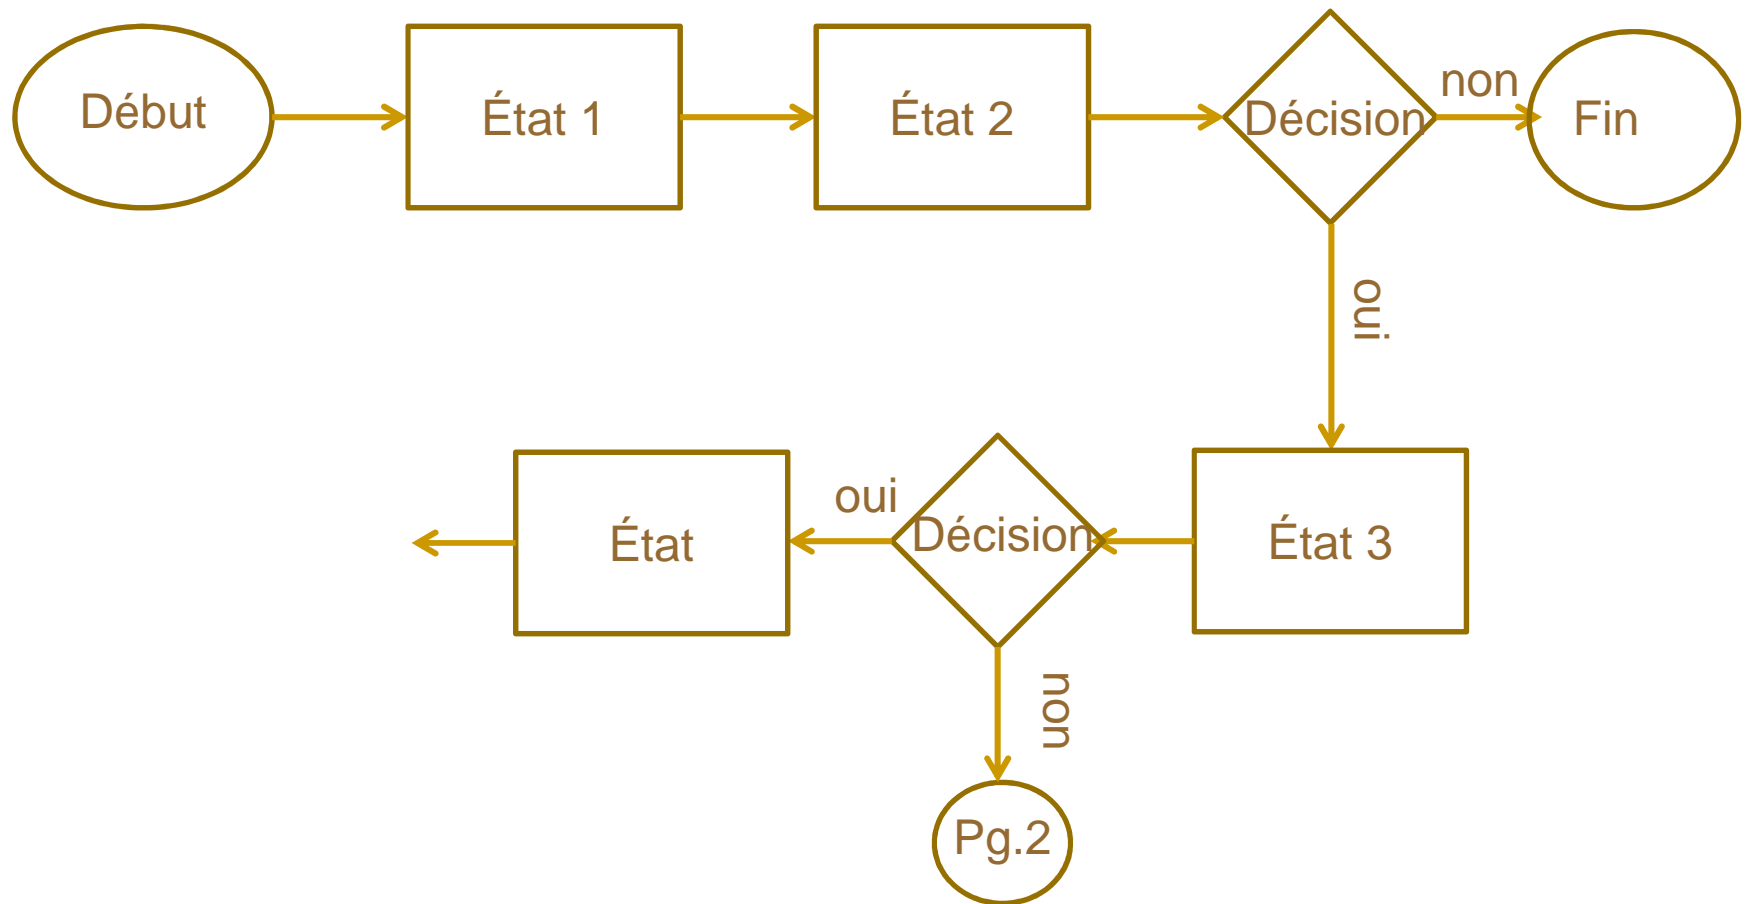 Début
État 1
État 2
Décision
non
Fin
oui
État 3
Décision
oui
État
non
Pg.2